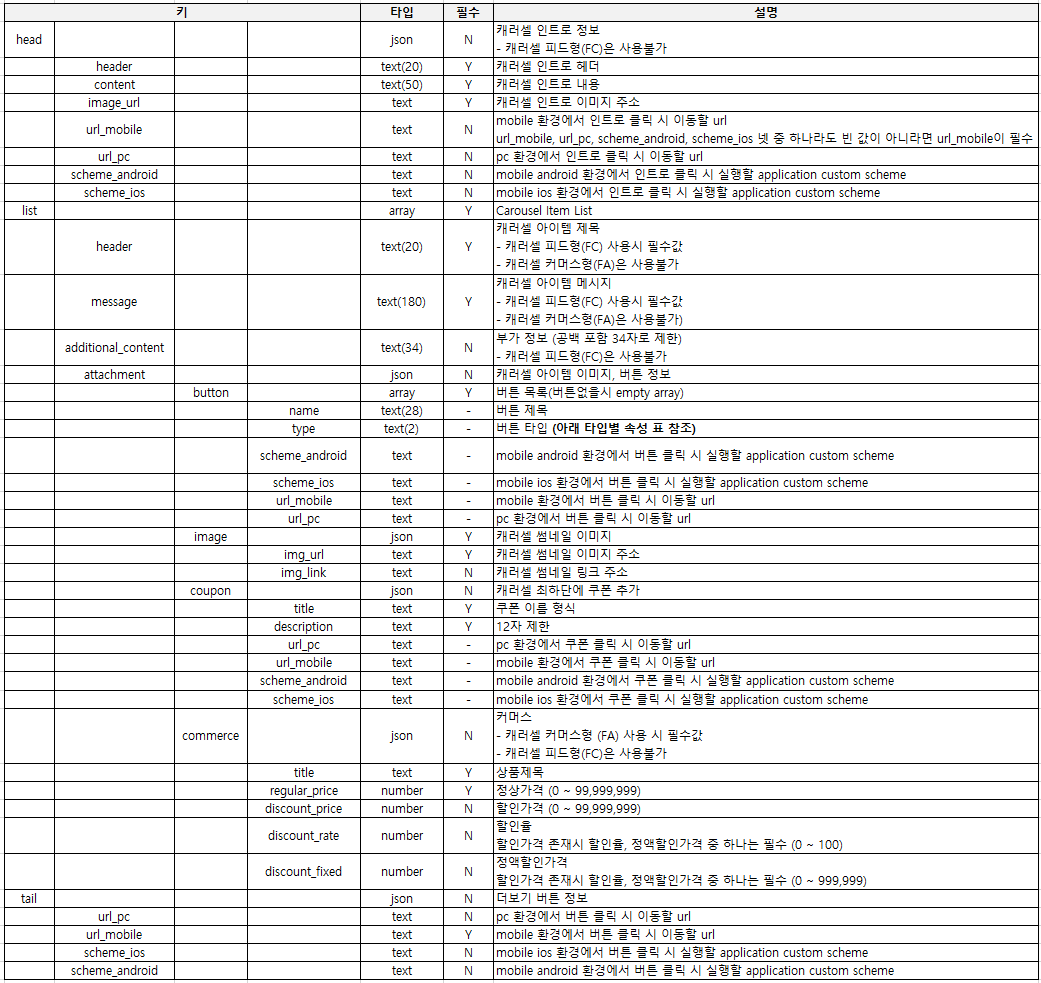 키 타입 필수 설명
head json N 캐러셀 인트로 정보
- 캐러셀 피드형(FC)은 사용불가
header text(20) Y 캐러셀 인트로 헤더
content text(50) Y 캐러셀 인트로 내용
image_url text Y 캐러셀 인트로 이미지 주소
url_mobile text N mobile 환경에서 인트로 클릭 시 이동할 url
url_mobile, url_pc, scheme_android, scheme_ios 넷 중 하나라도 빈 값이 아니라면 url_mobile이 필수
url_pc text N pc 환경에서 인트로 클릭 시 이동할 url
scheme_android text N mobile android 환경에서 인트로 클릭 시 실행할 application custom scheme
scheme_ios text N mobile ios 환경에서 인트로 클릭 시 실행할 application custom scheme
list array Y Carousel Item List
header text(20) Y 캐러셀 아이템 제목
- 캐러셀 피드형(FC) 사용시 필수값
- 캐러셀 커머스형(FA)은 사용불가
message text(180) Y 캐러셀 아이템 메시지
- 캐러셀 피드형(FC) 사용시 필수값
- 캐러셀 커머스형(FA)은 사용불가)
additional_content text(34) N 부가 정보 (공백 포함 34자로 제한)
- 캐러셀 피드형(FC)은 사용불가
attachment json N 캐러셀 아이템 이미지, 버튼 정보
button array Y 버튼 목록(버튼없을시 empty array)
name text(28) - 버튼 제목
type text(2) - 버튼 타입 (아래 타입별 속성 표 참조)
scheme_android text - mobile android 환경에서 버튼 클릭 시 실행할 application custom scheme
scheme_ios text - mobile ios 환경에서 버튼 클릭 시 실행할 application custom scheme
url_mobile text - mobile 환경에서 버튼 클릭 시 이동할 url
url_pc text - pc 환경에서 버튼 클릭 시 이동할 url
image json Y 캐러셀 썸네일 이미지
img_url text Y 캐러셀 썸네일 이미지 주소
img_link text N 캐러셀 썸네일 링크 주소
coupon json N 캐러셀 최하단에 쿠폰 추가
title text Y 쿠폰 이름 형식
description text Y 12자 제한
url_pc text - pc 환경에서 쿠폰 클릭 시 이동할 url
url_mobile text - mobile 환경에서 쿠폰 클릭 시 이동할 url
scheme_android text - mobile android 환경에서 쿠폰 클릭 시 실행할 application custom scheme
scheme_ios text - mobile ios 환경에서 쿠폰 클릭 시 실행할 application custom scheme
commerce json N 커머스
- 캐러셀 커머스형 (FA) 사용 시 필수값
- 캐러셀 피드형(FC)은 사용불가
title text Y 상품제목
regular_price number Y 정상가격 (0 ~ 99,999,999)
discount_price number N 할인가격 (0 ~ 99,999,999)
discount_rate number N 할인율
할인가격 존재시 할인율, 정액할인가격 중 하나는 필수 (0 ~ 100)
discount_fixed number N 정액할인가격
할인가격 존재시 할인율, 정액할인가격 중 하나는 필수 (0 ~ 999,999)
tail json N 더보기 버튼 정보
url_pc text N pc 환경에서 버튼 클릭 시 이동할 url
url_mobile text Y mobile 환경에서 버튼 클릭 시 이동할 url
scheme_ios text N mobile ios 환경에서 버튼 클릭 시 실행할 application custom scheme
scheme_android text N mobile android 환경에서 버튼 클릭 시 실행할 application custom scheme